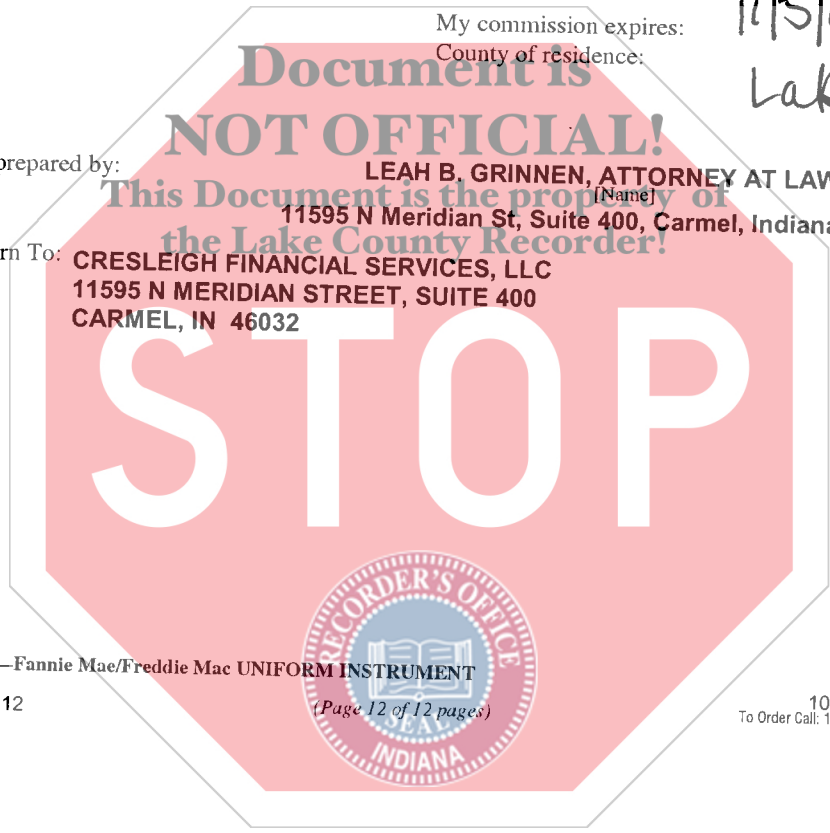 My commission expires:
County of residence:
Lak
Document is
NOT OFFICIAL!
This Document is the property of
the Lake County Recorder!
prepared by:
LEAH B. GRINNEN, ATTORNEY AT LAW
[Name]
11595 N Meridian St, Suite 400, Carmel, Indiana
rn To:
CRESLEIGH FINANCIAL SERVICES, LLC
11595 N MERIDIAN STREET, SUITE 400
CARMEL, IN 46032
STOP
RECORDER'S OFFICE
SEAL
INDIANA
—Fannie Mae/Freddie Mac UNIFORM INSTRUMENT
12
(Page 12 of 12 pages)
10
To Order Call: 1